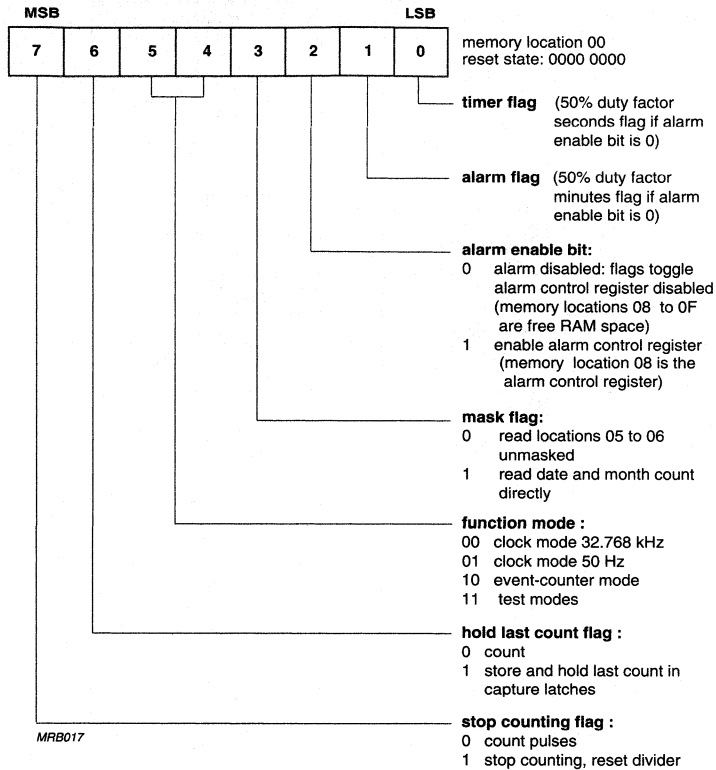 MSB LSB
7 6 5 4 3 2 1 0
memory location 00
reset state: 0000 0000
timer flag (50% duty factor
seconds flag if alarm
enable bit is 0)
alarm flag (50% duty factor
minutes flag if alarm
enable bit is 0)
alarm enable bit:
0 alarm disabled: flags toggle
alarm control register disabled
(memory locations 08 to 0F
are free RAM space)
1 enable alarm control register
(memory location 08 is the
alarm control register)
mask flag:
0 read locations 05 to 06
unmasked
1 read date and month count
directly
function mode :
00 clock mode 32.768 kHz
01 clock mode 50 Hz
10 event-counter mode
11 test modes
hold last count flag :
0 count
1 store and hold last count in
capture latches
stop counting flag :
0 count pulses
1 stop counting, reset divider
MRB017